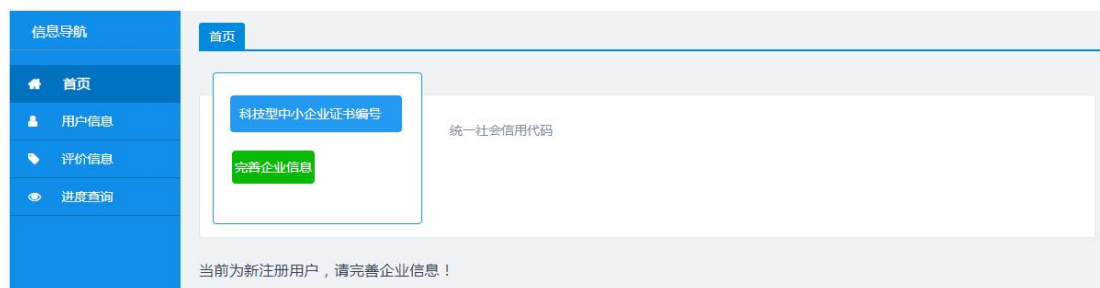 信息导航
首页
首页
用户信息
评价信息
进度查询
科技型中小企业证书编号
完善企业信息
统一社会信用代码
当前为新注册用户，请完善企业信息！